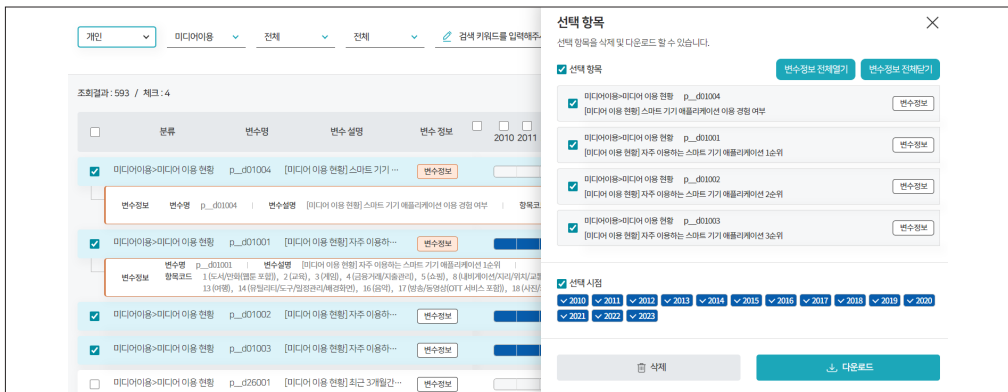 개인
미디어이용
전체
전체
검색 키워드를 입력해주
조회결과 : 593 / 체크 : 4
분류 변수명 변수 설명 변수 정보 2010 2011
미디어이용>미디어 이용 현황 p__d01004 [미디어 이용 현황] 스마트 기기 ··· 변수정보
변수정보 변수명 p__d01004 변수설명 [미디어 이용 현황] 스마트 기기 애플리케이션 이용 경험 여부 항목코
미디어이용>미디어 이용 현황 p__d01001 [미디어 이용 현황] 자주 이용하··· 변수정보
변수명 p__d01001 변수설명 [미디어 이용 현황] 자주 이용하는 스마트 기기 애플리케이션 1순위
변수정보 항목코드 1 (도서/만화(웹툰 포함)), 2 (교육), 3 (게임), 4 (금융거래/지출관리), 5 (쇼핑), 8 (내비게이션/지리/위치/교통
13 (여행), 14 (유틸리티/도구/일정관리/배경화면), 16 (음악), 17 (방송/동영상(OTT 서비스 포함)), 18 (사진/
미디어이용>미디어 이용 현황 p__d01002 [미디어 이용 현황] 자주 이용하··· 변수정보
미디어이용>미디어 이용 현황 p__d01003 [미디어 이용 현황] 자주 이용하··· 변수정보
미디어이용>미디어 이용 현황 p__d26001 [미디어 이용 현황] 최근 3개월간··· 변수정보
선택 항목
선택 항목을 삭제 및 다운로드 할 수 있습니다.
선택 항목 변수정보 전체열기 변수정보 전체닫기
미디어이용>미디어 이용 현황 p__d01004
[미디어 이용 현황] 스마트 기기 애플리케이션 이용 경험 여부
변수정보
미디어이용>미디어 이용 현황 p__d01001
[미디어 이용 현황] 자주 이용하는 스마트 기기 애플리케이션 1순위
변수정보
미디어이용>미디어 이용 현황 p__d01002
[미디어 이용 현황] 자주 이용하는 스마트 기기 애플리케이션 2순위
변수정보
미디어이용>미디어 이용 현황 p__d01003
[미디어 이용 현황] 자주 이용하는 스마트 기기 애플리케이션 3순위
변수정보
선택 시점
2010 2011 2012 2013 2014 2015 2016 2017 2018 2019 2020
2021 2022 2023
삭제
다운로드